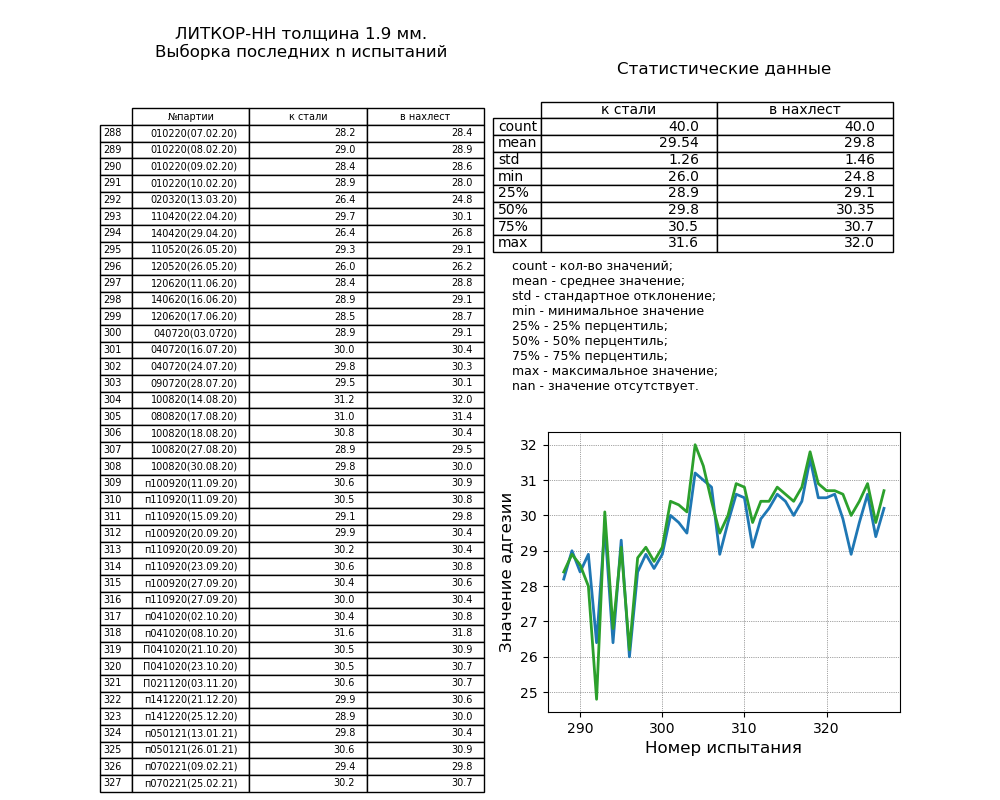 ЛИТКОР-НН толщина 1.9 мм.
Выборка последних n испытаний
№партии к стали в нахлест
288 010220(07.02.20) 28.2 28.4
289 010220(08.02.20) 29.0 28.9
290 010220(09.02.20) 28.4 28.6
291 010220(10.02.20) 28.9 28.0
292 020320(13.03.20) 26.4 24.8
293 110420(22.04.20) 29.7 30.1
294 140420(29.04.20) 26.4 26.8
295 110520(26.05.20) 29.3 29.1
296 120520(26.05.20) 26.0 26.2
297 120620(11.06.20) 28.4 28.8
298 140620(16.06.20) 28.9 29.1
299 120620(17.06.20) 28.5 28.7
300 040720(03.0720) 28.9 29.1
301 040720(16.07.20) 30.0 30.4
302 040720(24.07.20) 29.8 30.3
303 090720(28.07.20) 29.5 30.1
304 100820(14.08.20) 31.2 32.0
305 080820(17.08.20) 31.0 31.4
306 100820(18.08.20) 30.8 30.4
307 100820(27.08.20) 28.9 29.5
308 100820(30.08.20) 29.8 30.0
309 п100920(11.09.20) 30.6 30.9
310 п110920(11.09.20) 30.5 30.8
311 п110920(15.09.20) 29.1 29.8
312 п100920(20.09.20) 29.9 30.4
313 п110920(20.09.20) 30.2 30.4
314 п110920(23.09.20) 30.6 30.8
315 п100920(27.09.20) 30.4 30.6
316 п110920(27.09.20) 30.0 30.4
317 п041020(02.10.20) 30.4 30.8
318 п041020(08.10.20) 31.6 31.8
319 П041020(21.10.20) 30.5 30.9
320 П041020(23.10.20) 30.5 30.7
321 П021120(03.11.20) 30.6 30.7
322 п141220(21.12.20) 29.9 30.6
323 п141220(25.12.20) 28.9 30.0
324 п050121(13.01.21) 29.8 30.4
325 п050121(26.01.21) 30.6 30.9
326 п070221(09.02.21) 29.4 29.8
327 п070221(25.02.21) 30.2 30.7
Статистические данные
к стали в нахлест
count 40.0 40.0
mean 29.54 29.8
std 1.26 1.46
min 26.0 24.8
25% 28.9 29.1
50% 29.8 30.35
75% 30.5 30.7
max 31.6 32.0
count - кол-во значений;
mean - среднее значение;
std - стандартное отклонение;
min - минимальное значение
25% - 25% перцентиль;
50% - 50% перцентиль;
75% - 75% перцентиль;
max - максимальное значение;
nan - значение отсутствует.
Значение адгезии
32
31
30
29
28
27
26
25
290 300 310 320
Номер испытания